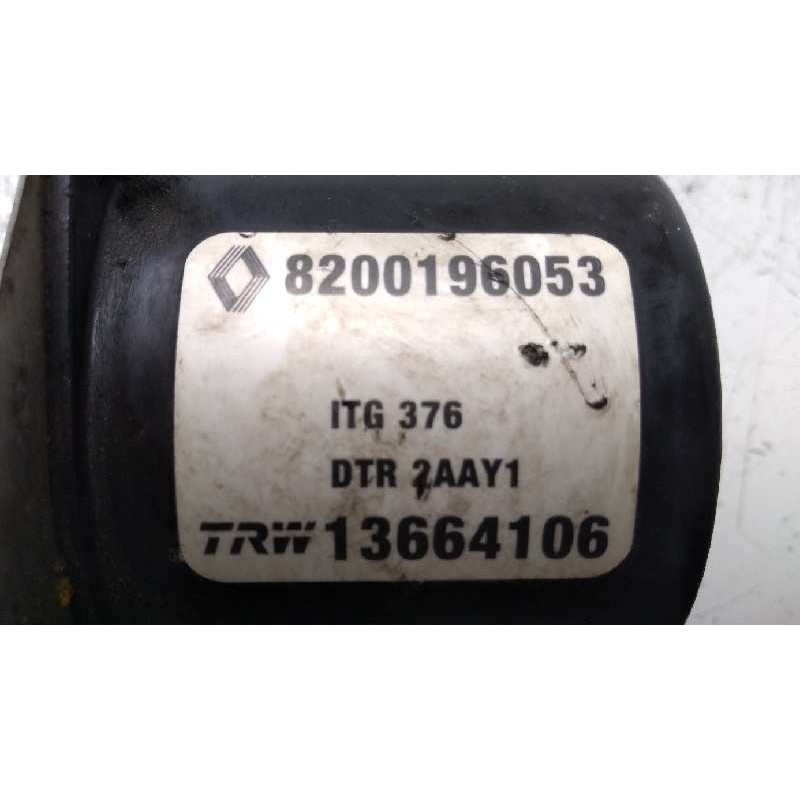 8200196053
ITG 376
DTR 2AAY1
TRW 13664106